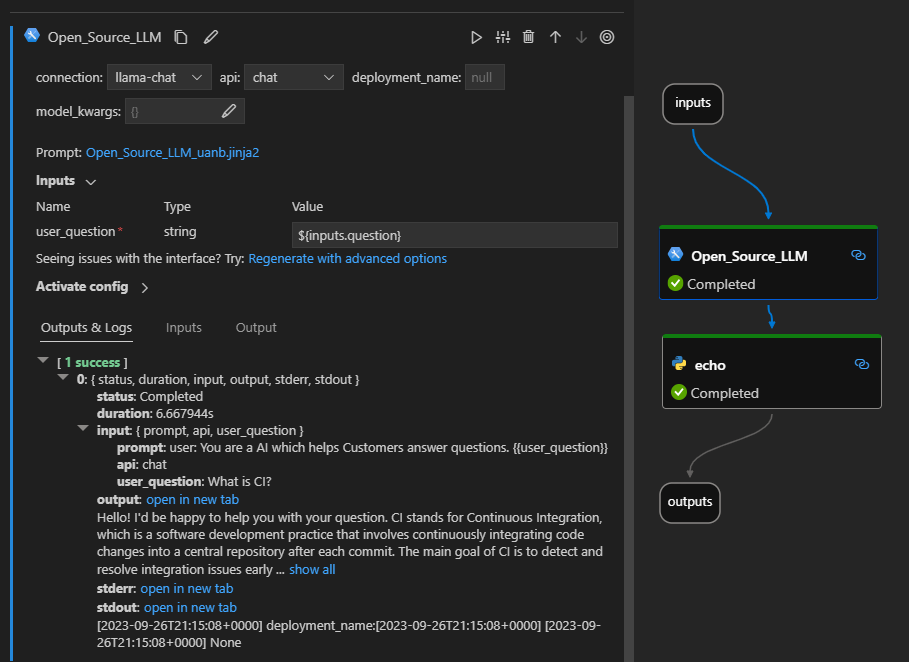 Open_Source_LLM
connection: llama-chat api: chat deployment_name: null
model_kwargs: {}
Prompt: Open_Source_LLM_uanb.jinja2
Inputs
Name Type Value
user_question* string ${inputs.question}
Seeing issues with the interface? Try: Regenerate with advanced options
Activate config
Outputs & Logs Inputs Output
[ 1 success ]
0: { status, duration, input, output, stderr, stdout }
status: Completed
duration: 6.667944s
input: { prompt, api, user_question }
prompt: user: You are a AI which helps Customers answer questions. {{user_question}}
api: chat
user_question: What is CI?
output: open in new tab
Hello! I'd be happy to help you with your question. CI stands for Continuous Integration,
which is a software development practice that involves continuously integrating code
changes into a central repository after each commit. The main goal of CI is to detect and
resolve integration issues early ... show all
stderr: open in new tab
stdout: open in new tab
[2023-09-26T21:15:08+0000] deployment_name:[2023-09-26T21:15:08+0000] [2023-09-
26T21:15:08+0000] None
inputs
Open_Source_LLM
Completed
echo
Completed
outputs